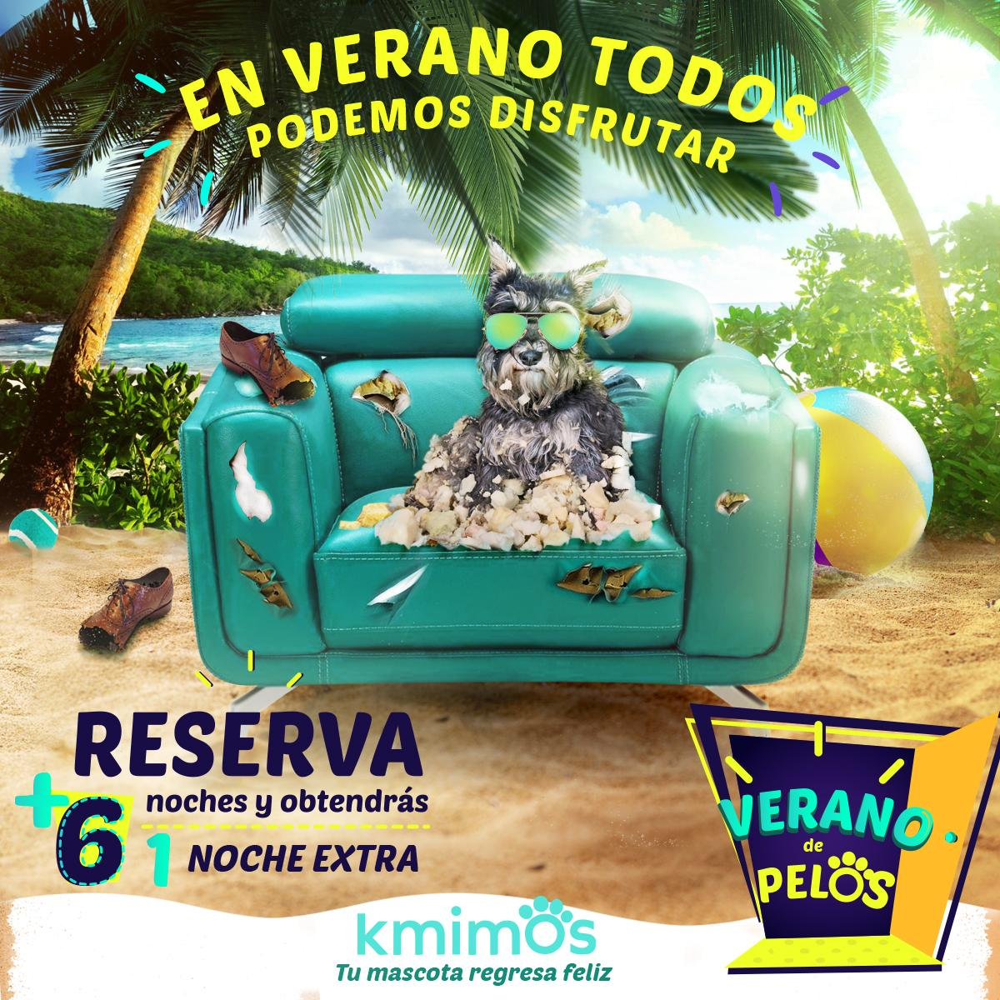 EN VERANO TODOS
PODEMOS DISFRUTAR
RESERVA
+6 noches y obtendrás
1 NOCHE EXTRA
VERANO
de
PELOS
kmimos
Tu mascota regresa feliz